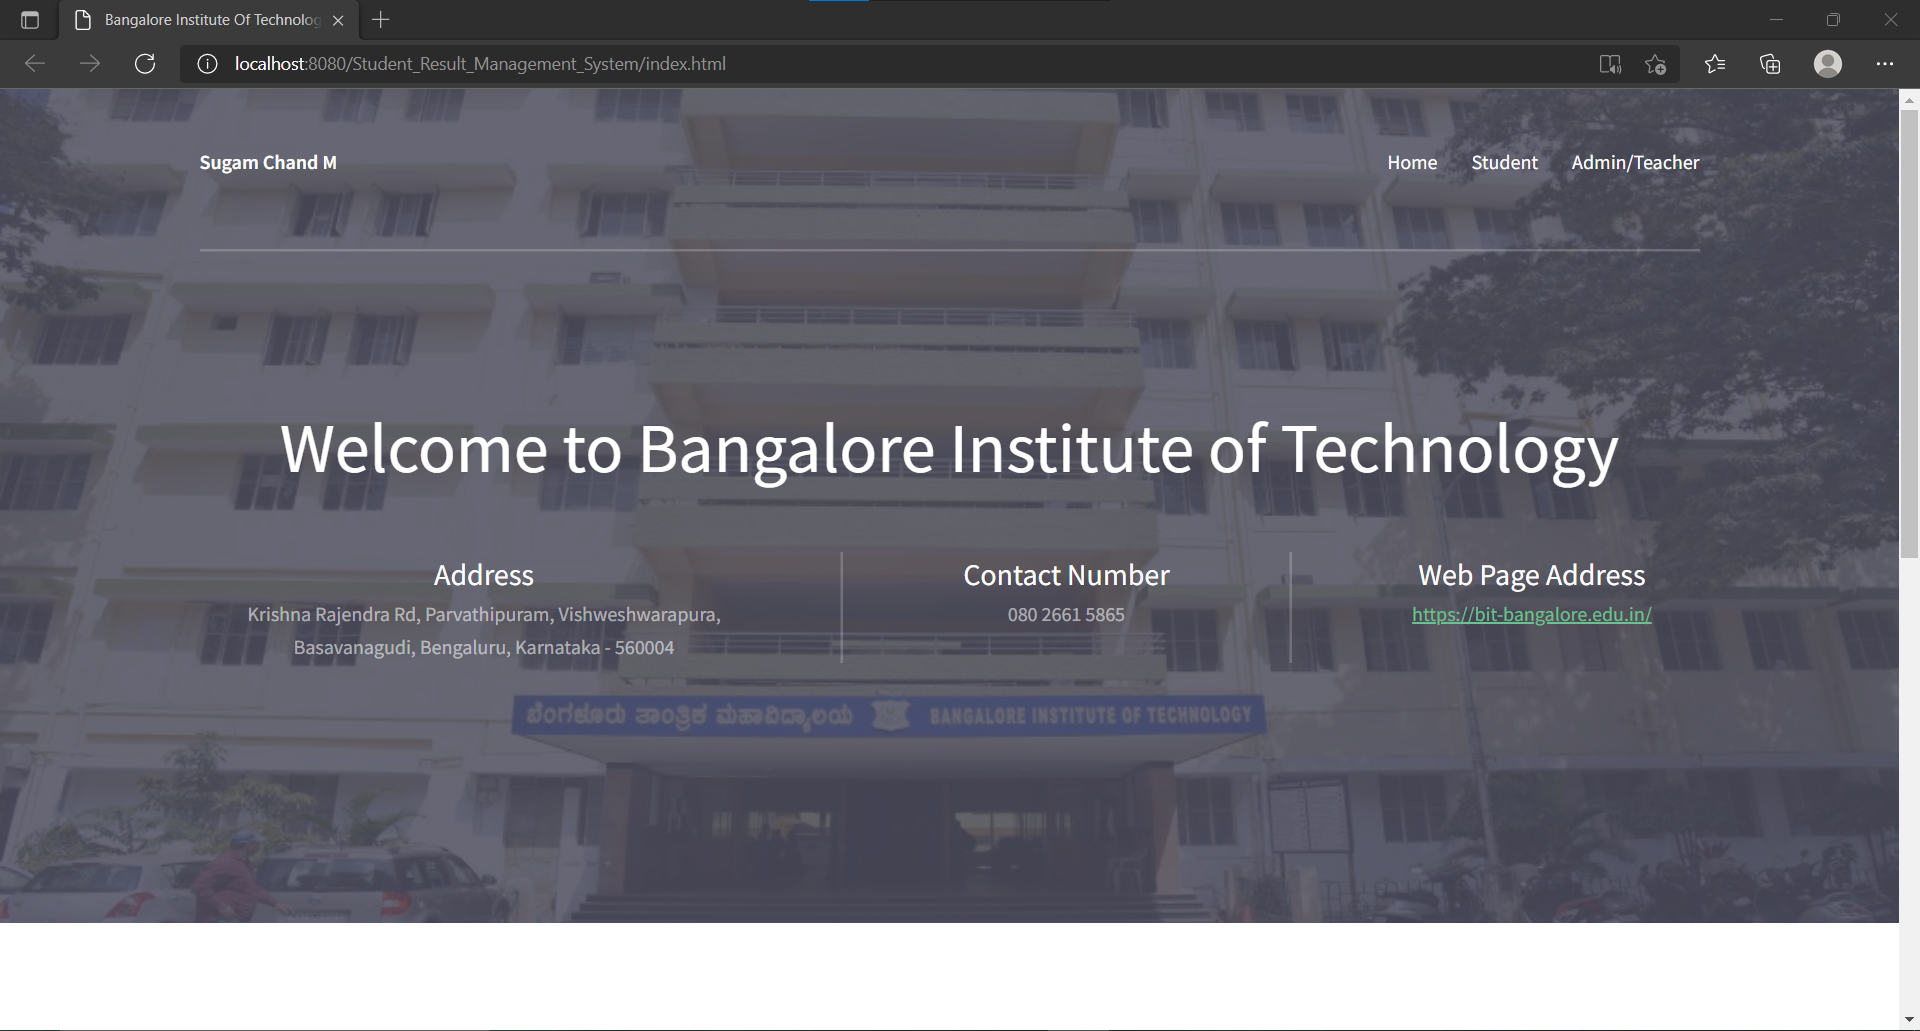 Bangalore Institute Of Technolog
localhost:8080/Student_Result_Management_System/index.html
Sugam Chand M
Home Student Admin/Teacher
Welcome to Bangalore Institute of Technology
Address
Krishna Rajendra Rd, Parvathipuram, Vishweshwarapura,
Basavanagudi, Bengaluru, Karnataka - 560004
Contact Number
080 2661 5865
Web Page Address
https://bit-bangalore.edu.in/
ಬೆಂಗಳೂರು ತಾಂತ್ರಿಕ ಮಹಾವಿದ್ಯಾಲಯ BANGALORE INSTITUTE OF TECHNOLOGY